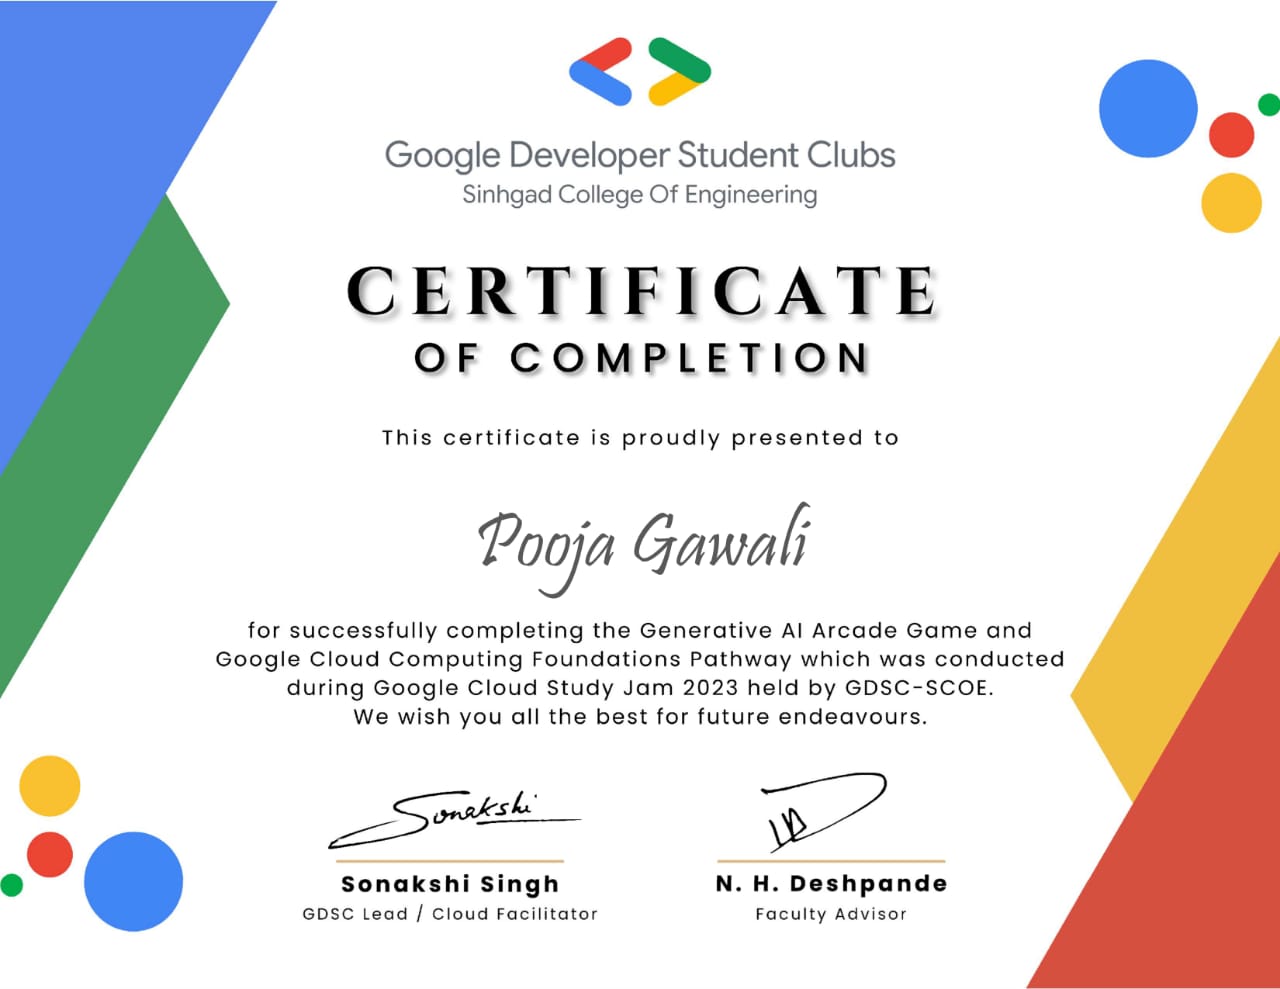 Google Developer Student Clubs
Sinhgad College Of Engineering
CERTIFICATE
OF COMPLETION
This certificate is proudly presented to
Pooja Gawali
for successfully completing the Generative AI Arcade Game and
Google Cloud Computing Foundations Pathway which was conducted
during Google Cloud Study Jam 2023 held by GDSC-SCOE.
We wish you all the best for future endeavours.
Sonakshi
Sonakshi Singh
GDSC Lead / Cloud Facilitator
N. H. Deshpande
Faculty Advisor